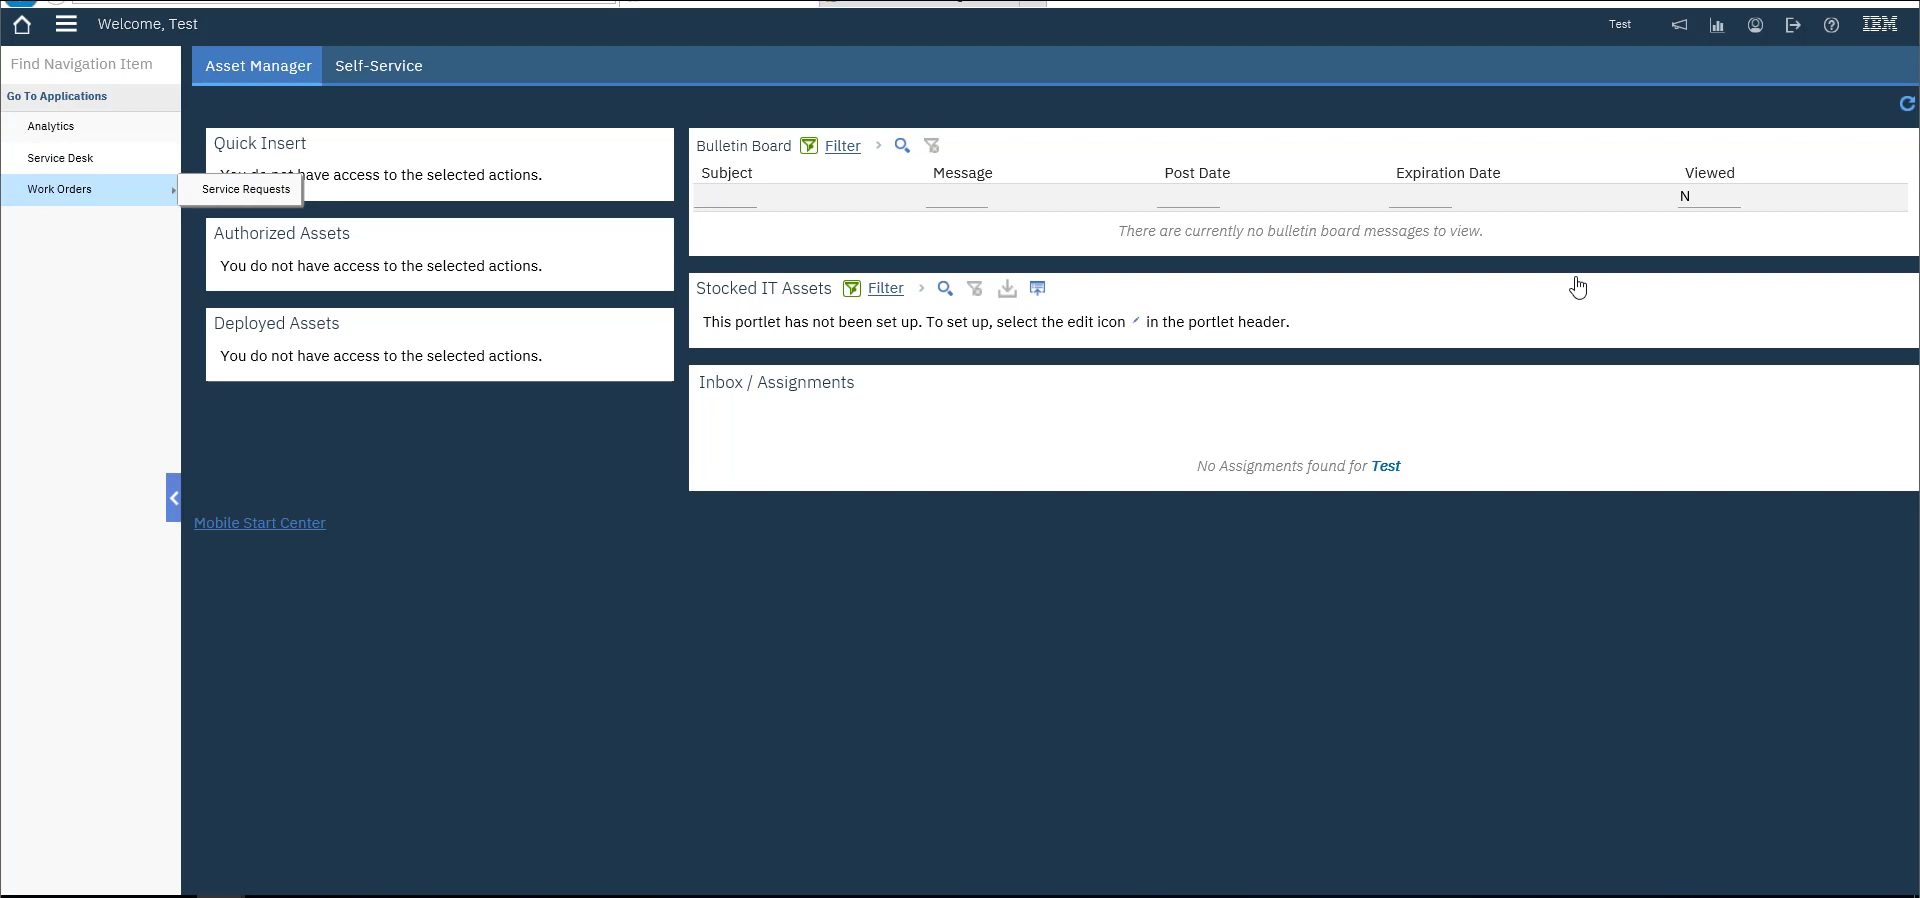 Welcome, Test
Test
IBM
Find Navigation Item
Go To Applications
Analytics
Service Desk
Work Orders
Service Requests
Asset Manager
Self-Service
Quick Insert
have access to the selected actions.
Authorized Assets
You do not have access to the selected actions.
Deployed Assets
You do not have access to the selected actions.
Mobile Start Center
Bulletin Board Filter
Subject Message Post Date Expiration Date Viewed
N
There are currently no bulletin board messages to view.
Stocked IT Assets Filter
This portlet has not been set up. To set up, select the edit icon in the portlet header.
Inbox / Assignments
No Assignments found for Test